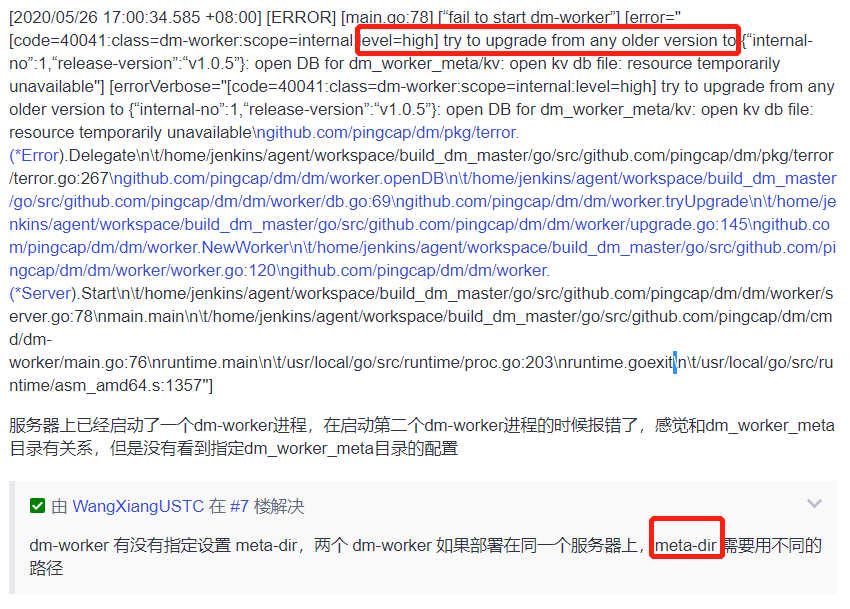 [2020/05/26 17:00:34.585 +08:00] [ERROR] [main.go:78] [“fail to start dm-worker”] [error="
[code=40041:class=dm-worker:scope=internal:level=high] try to upgrade from any older version to {“internal-
no”:1,“release-version”:“v1.0.5”}: open DB for dm_worker_meta/kv: open kv db file: resource temporarily
unavailable"] [errorVerbose="[code=40041:class=dm-worker:scope=internal:level=high] try to upgrade from any
older version to {“internal-no”:1,“release-version”:“v1.0.5”}: open DB for dm_worker_meta/kv: open kv db file:
resource temporarily unavailable\ngithub.com/pingcap/dm/pkg/terror.
(*Error).Delegate\n\t/home/jenkins/agent/workspace/build_dm_master/go/src/github.com/pingcap/dm/pkg/terror
/terror.go:267\ngithub.com/pingcap/dm/dm/worker.openDB\n\t/home/jenkins/agent/workspace/build_dm_master
/go/src/github.com/pingcap/dm/dm/worker/db.go:69\ngithub.com/pingcap/dm/dm/worker.tryUpgrade\n\t/home/je
nkins/agent/workspace/build_dm_master/go/src/github.com/pingcap/dm/dm/worker/upgrade.go:145\ngithub.co
m/pingcap/dm/dm/worker.NewWorker\n\t/home/jenkins/agent/workspace/build_dm_master/go/src/github.com/pi
ngcap/dm/dm/worker/worker.go:120\ngithub.com/pingcap/dm/dm/worker.
(*Server).Start\n\t/home/jenkins/agent/workspace/build_dm_master/go/src/github.com/pingcap/dm/dm/worker/s
erver.go:78\nmain.main\n\t/home/jenkins/agent/workspace/build_dm_master/go/src/github.com/pingcap/dm/cm
d/dm-
worker/main.go:76\nruntime.main\n\t/usr/local/go/src/runtime/proc.go:203\nruntime.goexit\n\t/usr/local/go/src/ru
ntime/asm_amd64.s:1357"]
服务器上已经启动了一个dm-worker进程，在启动第二个dm-worker进程的时候报错了，感觉和dm_worker_meta
目录有关系，但是没有看到指定dm_worker_meta目录的配置
由 WangXiangUSTC 在 #7 楼解决
dm-worker 有没有指定设置 meta-dir，两个 dm-worker 如果部署在同一个服务器上，meta-dir 需要用不同的
路径